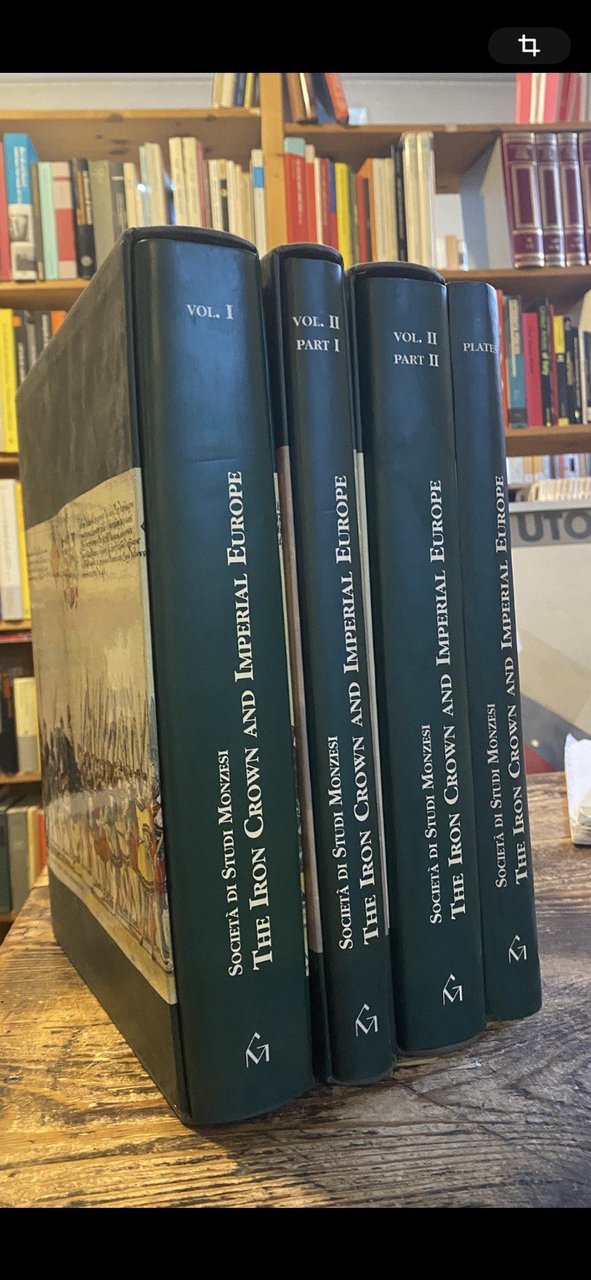 VOL. I
SOCIETÀ DI STUDI MONZESI
THE IRON CROWN AND IMPERIAL EUROPE
VOL. II
PART I
SOCIETÀ DI STUDI MONZESI
THE IRON CROWN AND IMPERIAL EUROPE
VOL. II
PART II
SOCIETÀ DI STUDI MONZESI
THE IRON CROWN AND IMPERIAL EUROPE
PLATES
SOCIETÀ DI STUDI MONZESI
THE IRON CROWN AND IMPERIAL EUROPE
UTO